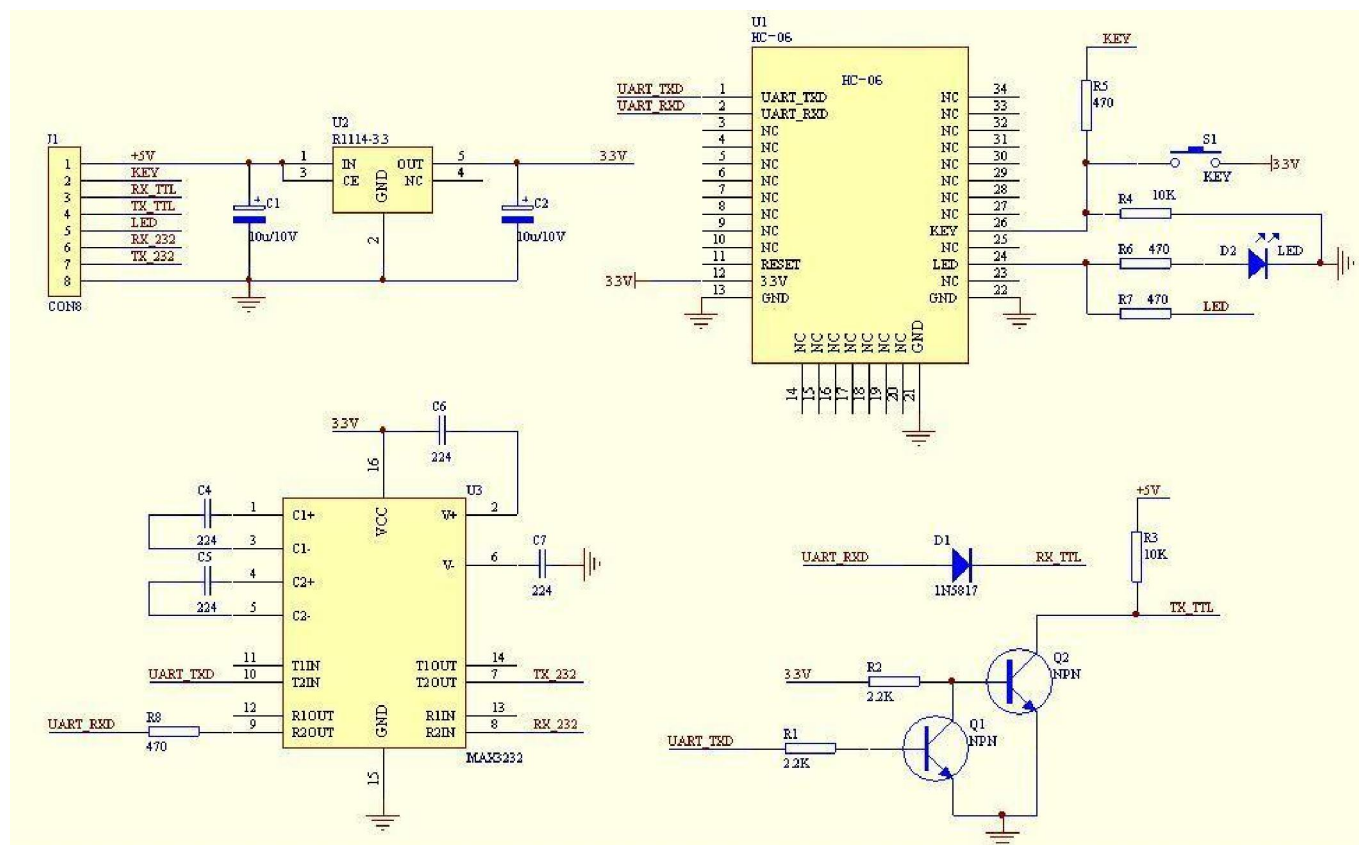 J1
1 +5V
2 KEY
3 RX_TTL
4 TX_TTL
5 LED
6 RX_232
7 TX_232
8
CON8
U2
R1114-3.3
1 IN OUT 5
3 CE NC 4
GND
2
+ C1
10u/10V
+ C2
10u/10V
3.3V
U1
HC-06
HC-06
UART_TXD 1 UART_TXD NC 34
UART_RXD 2 UART_RXD NC 33
3 NC NC 32
4 NC NC 31
5 NC NC 30
6 NC NC 29
7 NC NC 28
8 NC NC 27
9 NC KEY 26
10 NC NC 25
11 RESET LED 24
3.3V 12 3.3V NC 23
13 GND GND 22
NC NC NC NC NC NC NC GND
14 15 16 17 18 19 20 21
KEY
R5
470
S1
KEY
3.3V
R4 10K
R6 470
D2 LED
R7 470 LED
3.3V
C6
224
16
U3
C4
224
C5
224
1 C1+ VCC V+ 2
3 C1-
4 C2+ V- 6
5 C2-
C7
224
11 T1IN T1OUT 14
UART_TXD 10 T2IN T2OUT 7 TX_232
12 R1OUT GND R1IN 13
UART_RXD R8 9 R2OUT R2IN 8 RX_232
470
MAX3232
15
UART_RXD D1 RX_TTL
1N5817
+5V
R3
10K
TX_TTL
3.3V R2
2.2K
Q2
NPN
UART_TXD R1
2.2K
Q1
NPN